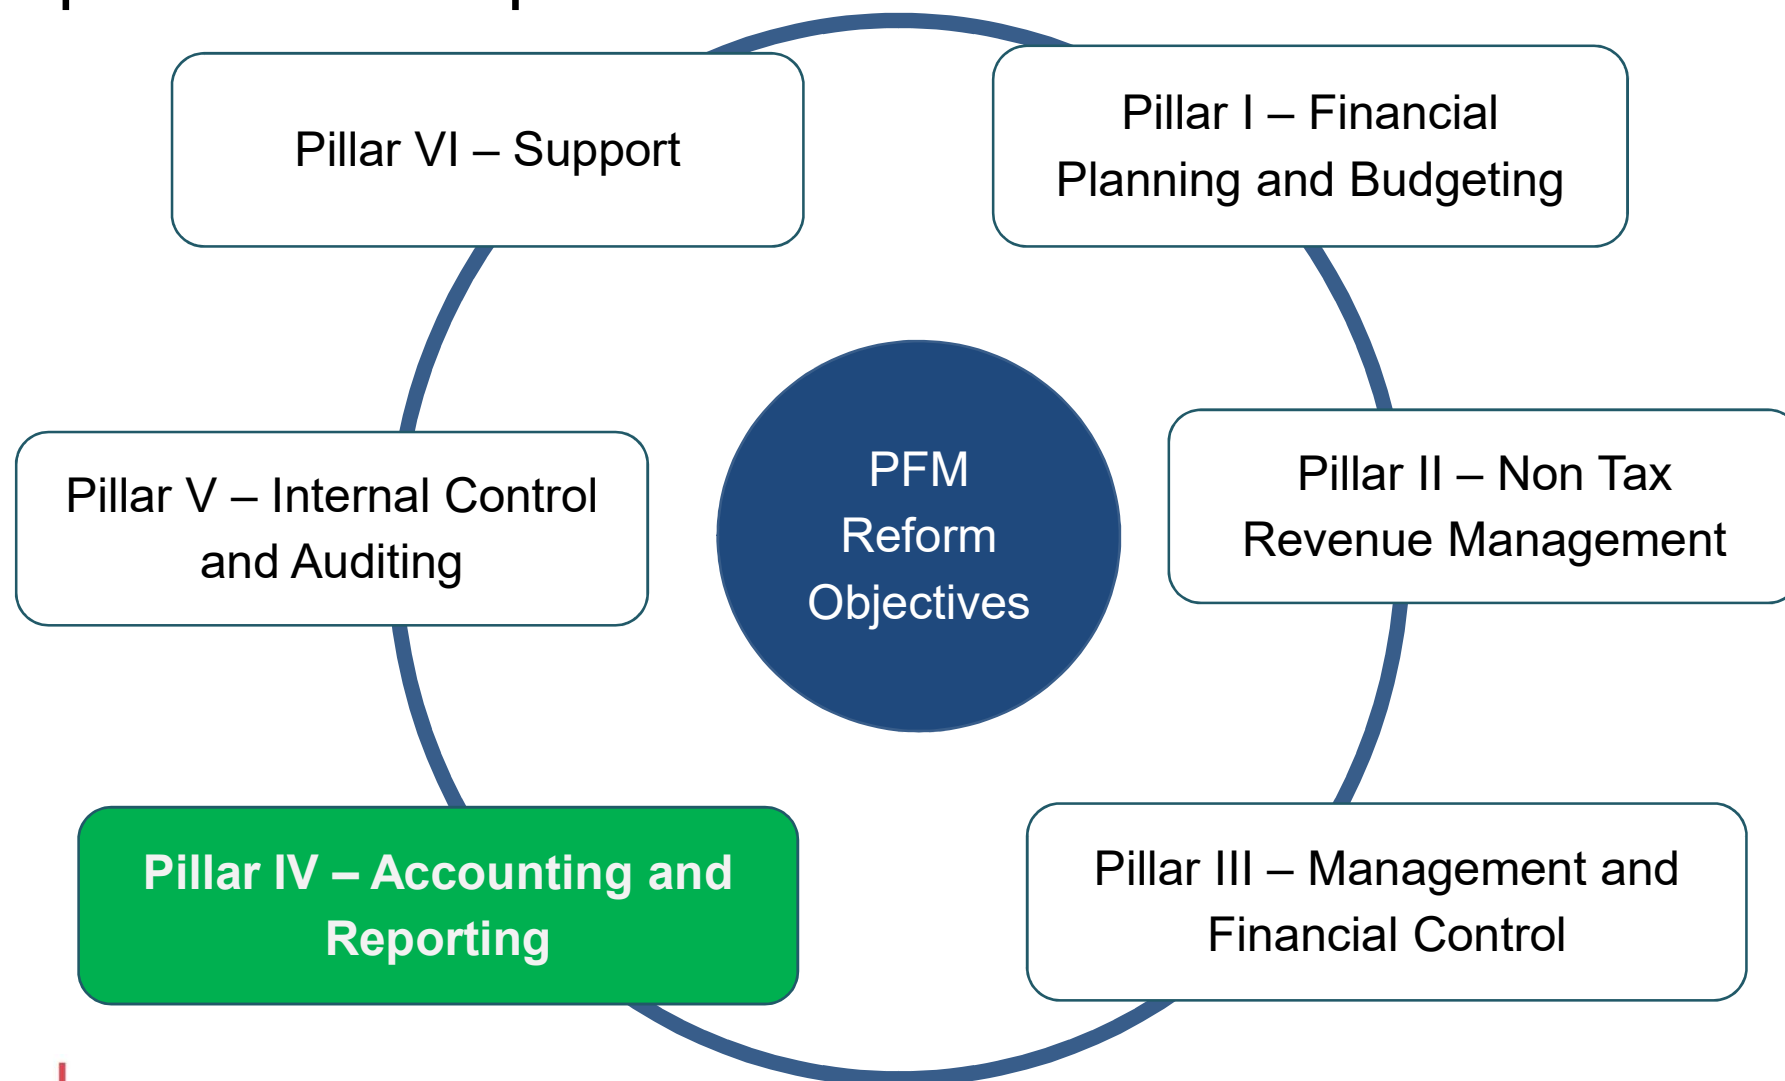 Pillar VI – Support
Pillar I – Financial
Planning and Budgeting
PFM
Reform
Objectives
Pillar V – Internal Control
and Auditing
Pillar II – Non Tax
Revenue Management
Pillar IV – Accounting and
Reporting
Pillar III – Management and
Financial Control